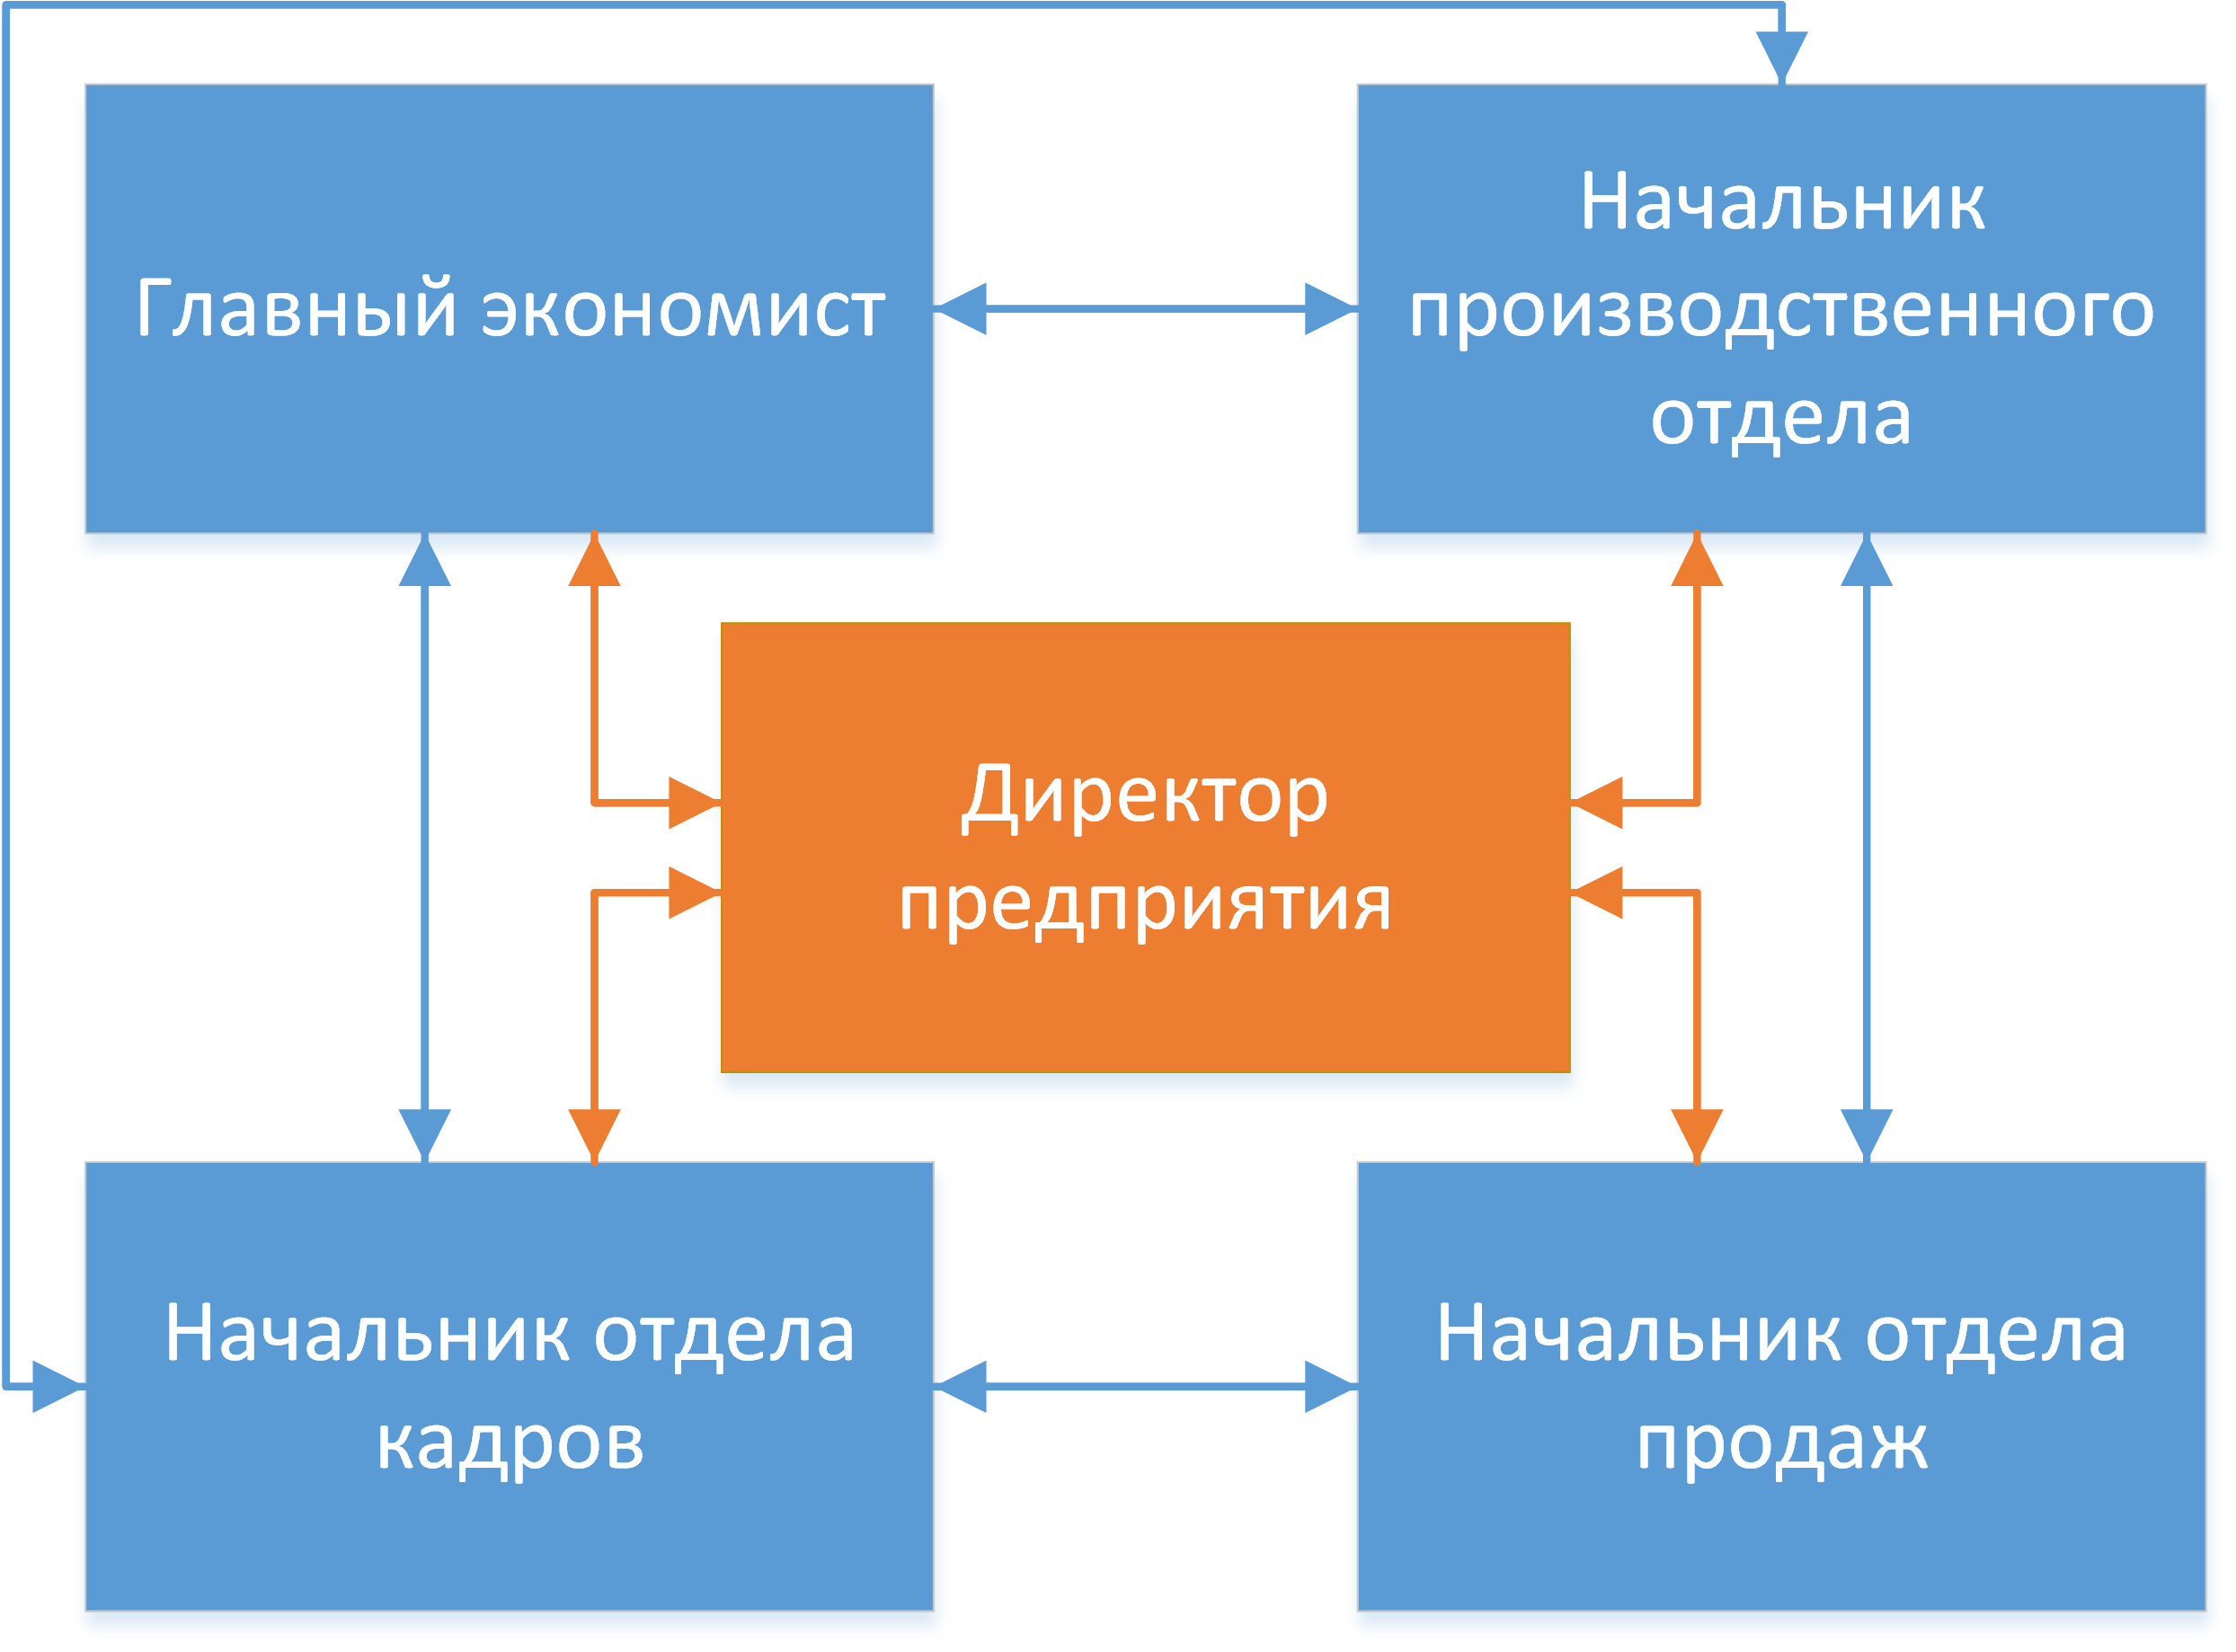 Главный экономист
Начальник
производственного
отдела
Директор
предприятия
Начальник отдела
кадров
Начальник отдела
продаж